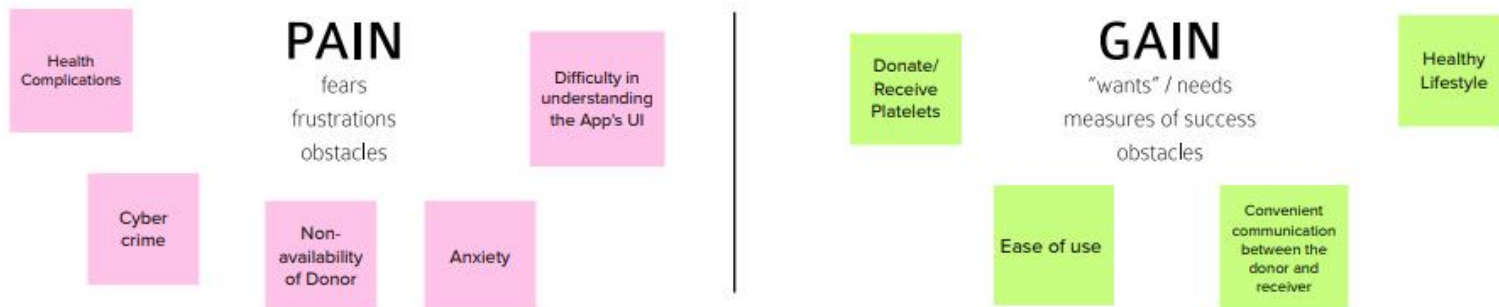 Health
Complications
PAIN
fears
frustrations
obstacles
Difficulty in
understanding
the App's UI
Cyber
crime
Non-
availability
of Donor
Anxiety
Donate/
Receive
Platelets
GAIN
"wants" / needs
measures of success
obstacles
Healthy
Lifestyle
Ease of use
Convenient
communication
between the
donor and
receiver